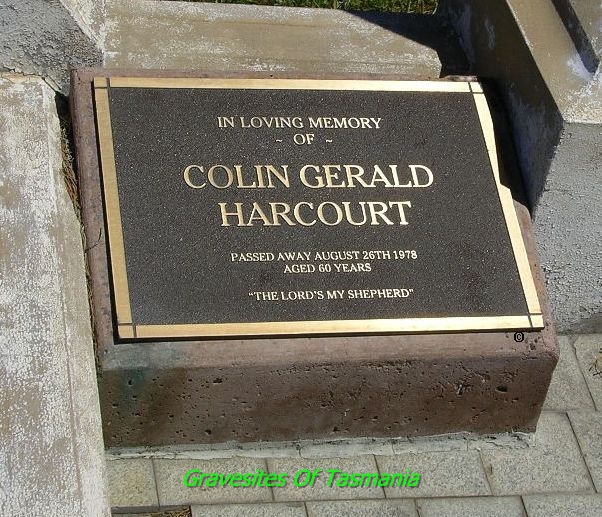 IN LOVING MEMORY
~ OF ~
COLIN GERALD
HARCOURT
PASSED AWAY AUGUST 26TH 1978
AGED 60 YEARS
"THE LORD'S MY SHEPHERD"
©
Gravesites Of Tasmania